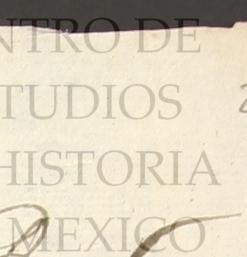 NTRO DE
TUDIOS
HISTORIA
MEXICO